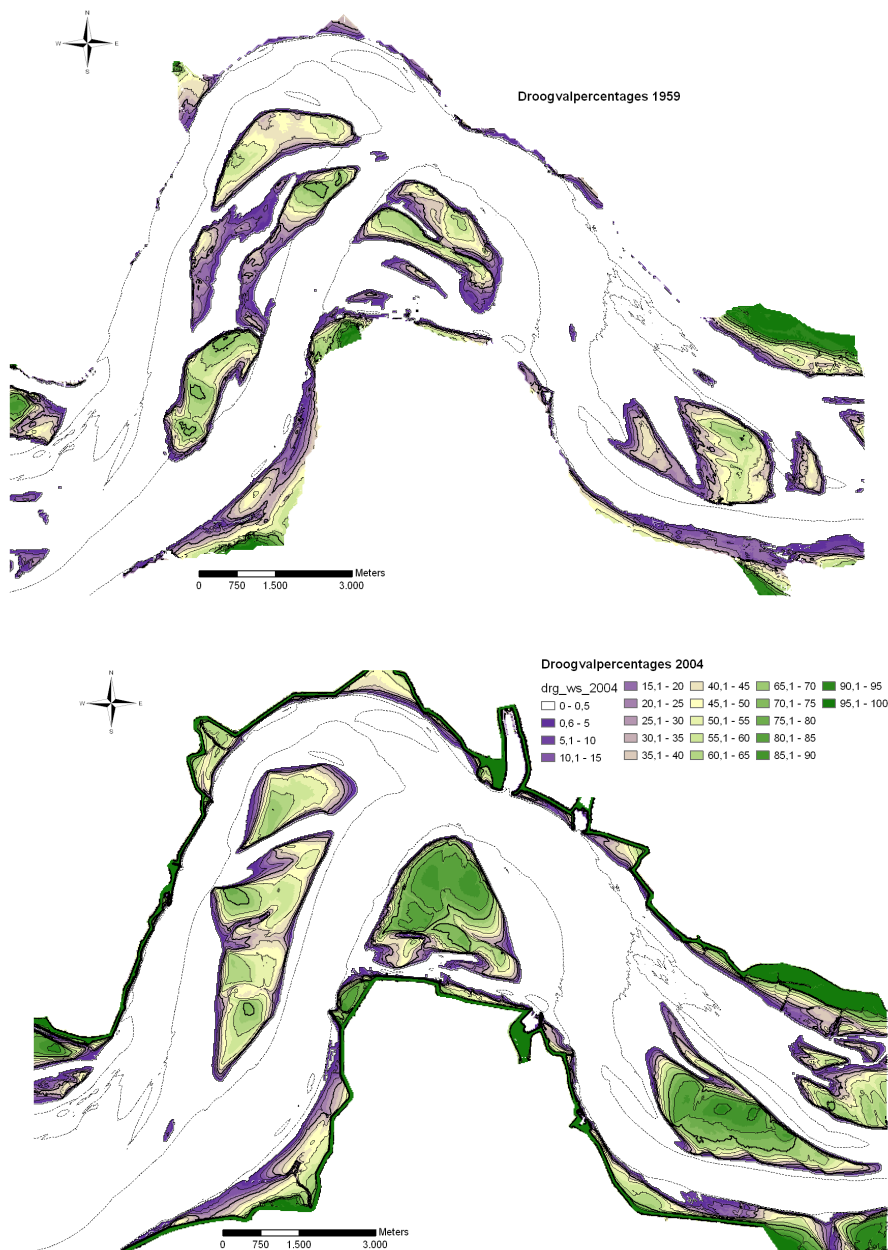 N
W E
S
Droogvalpercentages 1959
Meters
0 750 1.500 3.000
Droogvalpercentages 2004
N
W E
S
drg_ws_2004
0 - 0,5
0,6 - 5
5,1 - 10
10,1 - 15
15,1 - 20
20,1 - 25
25,1 - 30
30,1 - 35
35,1 - 40
40,1 - 45
45,1 - 50
50,1 - 55
55,1 - 60
60,1 - 65
65,1 - 70
70,1 - 75
75,1 - 80
80,1 - 85
85,1 - 90
90,1 - 95
95,1 - 100
Meters
0 750 1.500 3.000